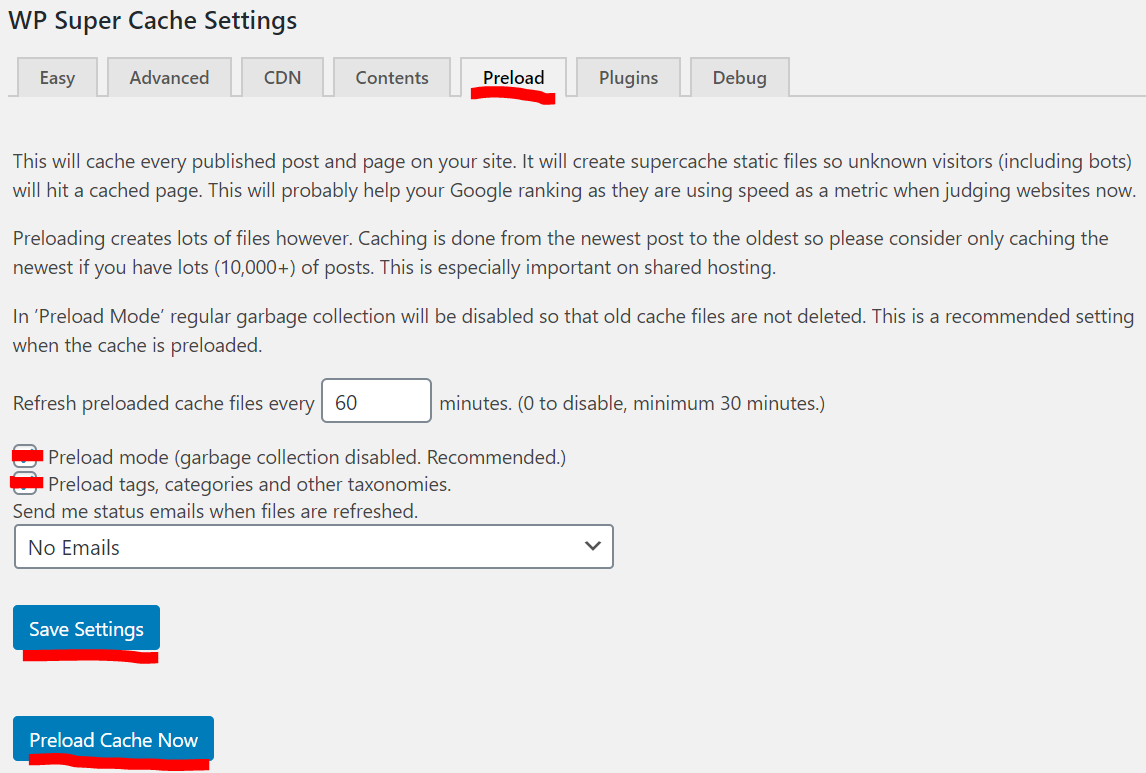 WP Super Cache Settings
Easy Advanced CDN Contents Preload Plugins Debug
This will cache every published post and page on your site. It will create supercache static files so unknown visitors (including bots)
will hit a cached page. This will probably help your Google ranking as they are using speed as a metric when judging websites now.
Preloading creates lots of files however. Caching is done from the newest post to the oldest so please consider only caching the
newest if you have lots (10,000+) of posts. This is especially important on shared hosting.
In ‘Preload Mode’ regular garbage collection will be disabled so that old cache files are not deleted. This is a recommended setting
when the cache is preloaded.
Refresh preloaded cache files every 60 minutes. (0 to disable, minimum 30 minutes.)
Preload mode (garbage collection disabled. Recommended.)
Preload tags, categories and other taxonomies.
Send me status emails when files are refreshed.
No Emails
Save Settings
Preload Cache Now